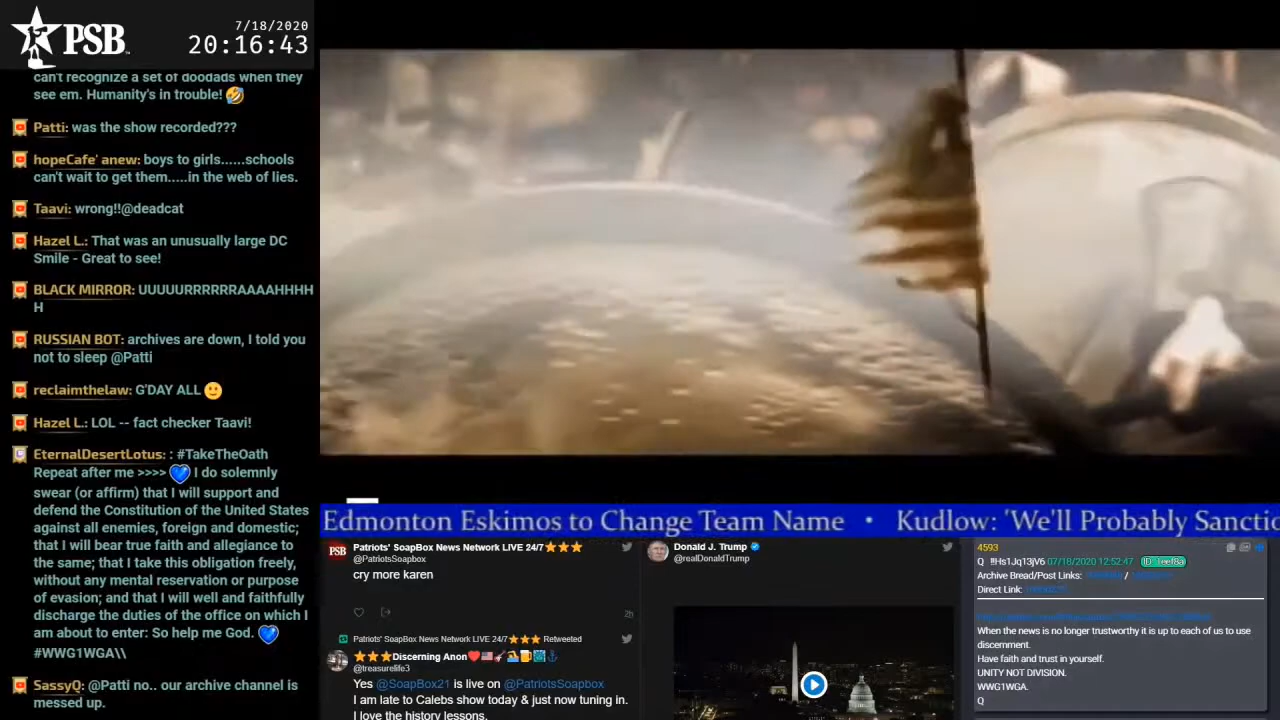 PSB
7/18/2020
20:16:43
can't recognize a set of doodads when they
see em. Humanity's in trouble! 🤣
Patti: was the show recorded???
hopeCafe' anew: boys to girls......schools
can't wait to get them.....in the web of lies.
Taavi: wrong!!@deadcat
Hazel L.: That was an unusually large DC
Smile - Great to see!
BLACK MIRROR: UUUUURRRRRRAAAAHHHH
H
RUSSIAN BOT: archives are down, I told you
not to sleep @Patti
reclaimthelaw: G'DAY ALL 🙂
Hazel L.: LOL -- fact checker Taavi!
EternalDesertLotus: : #TakeTheOath
Repeat after me >>>> 💙 I do solemnly
swear (or affirm) that I will support and
defend the Constitution of the United States
against all enemies, foreign and domestic;
that I will bear true faith and allegiance to
the same; that I take this obligation freely,
without any mental reservation or purpose
of evasion; and that I will well and faithfully
discharge the duties of the office on which I
am about to enter: So help me God. 💙
#WWG1WGA\\
SassyQ: @Patti no.. our archive channel is
messed up.
Edmonton Eskimos to Change Team Name • Kudlow: 'We'll Probably Sanctio
PSB
Patriots' SoapBox News Network LIVE 24/7⭐⭐⭐
@PatriotsSoapbox
cry more karen
2h
Patriots' SoapBox News Network LIVE 24/7⭐⭐⭐ Retweeted
⭐⭐⭐Discerning Anon
@treasurelife3
Yes @SoapBox21 is live on @PatriotsSoapbox
I am late to Calebs show today & just now tuning in.
I love the history lessons.
Donald J. Trump
@realDonaldTrump
4593
Q !!Hs1Jq13jV6 07/18/2020 12:52:47 ID: 1eef8a
Archive Bread/Post Links: /
Direct Link:
When the news is no longer trustworthy it is up to each of us to use
discernment.
Have faith and trust in yourself.
UNITY NOT DIVISION.
WWG1WGA.
Q